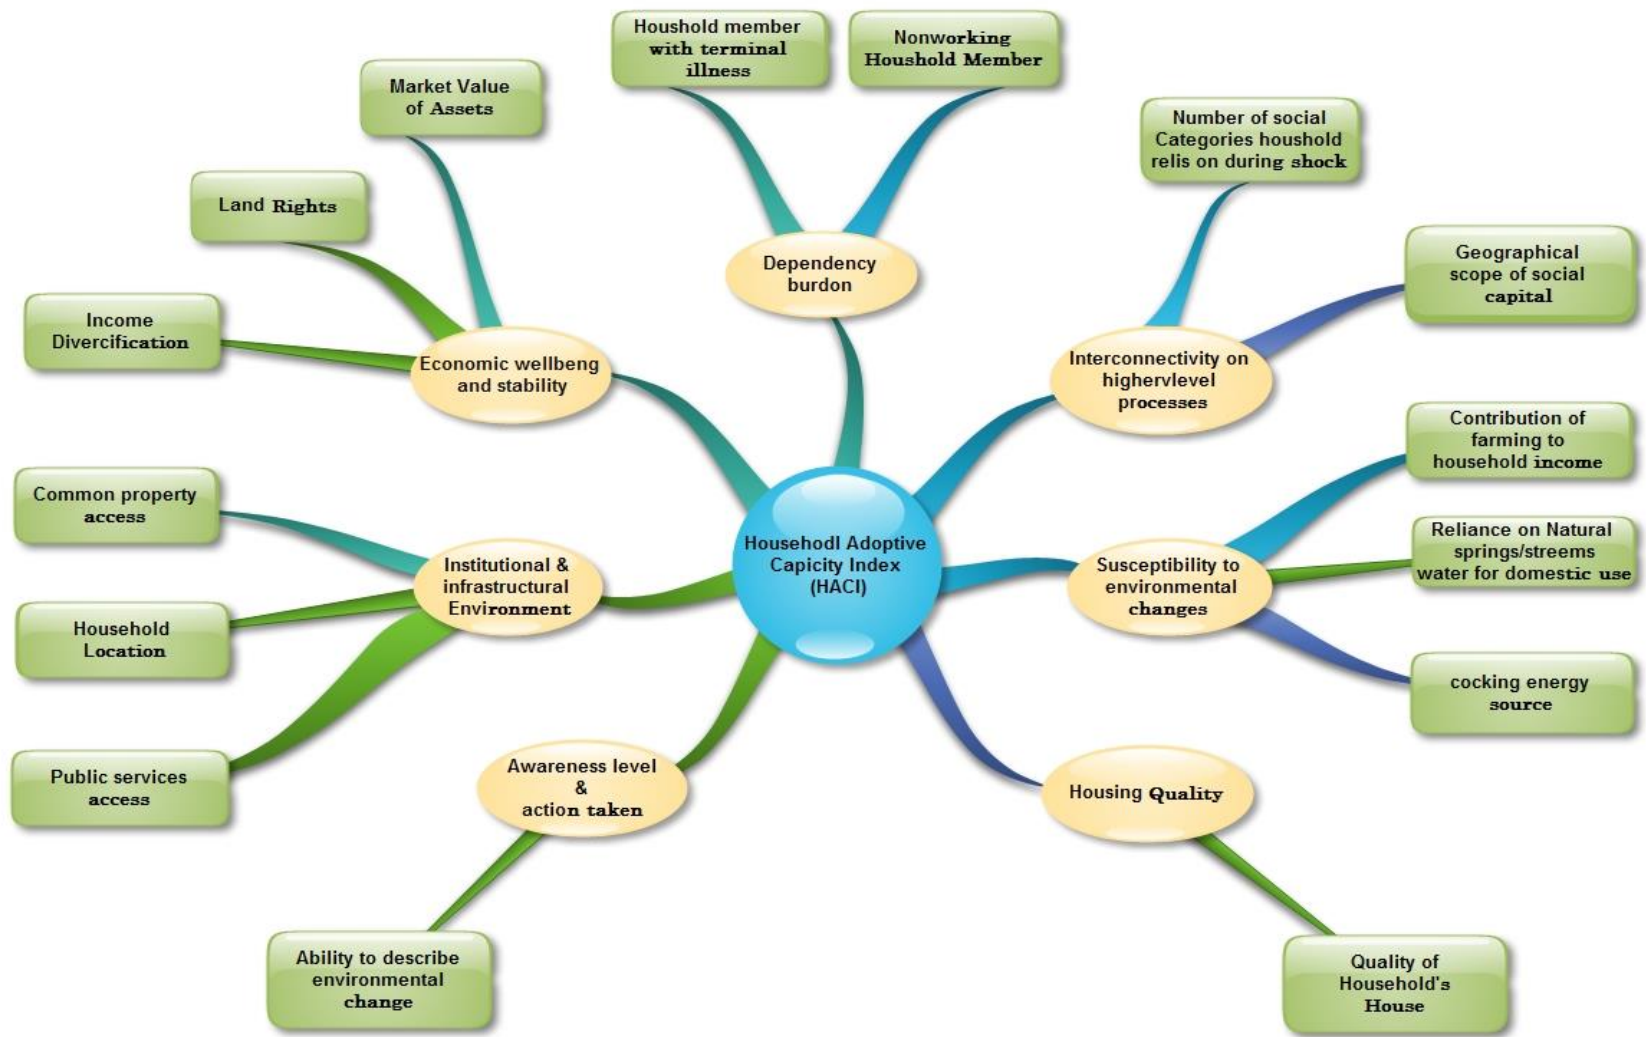 Houshold member
with terminal
illness
Nonworking
Houshold Member
Market Value
of Assets
Number of social
Categories houshold
relis on during shock
Land Rights
Geographical
scope of social
capital
Dependency
burdon
Income
Divercification
Economic wellbeng
and stability
Interconnectivity on
highervlevel
processes
Contribution of
farming to
household income
Common property
access
Househodl Adoptive
Capicity Index
(HACI)
Reliance on Natural
springs/streems
water for domestic use
Institutional &
infrastructural
Environment
Susceptibility to
environmental
changes
Household
Location
cocking energy
source
Public services
access
Awareness level
&
action taken
Housing Quality
Ability to describe
environmental
change
Quality of
Household's
House